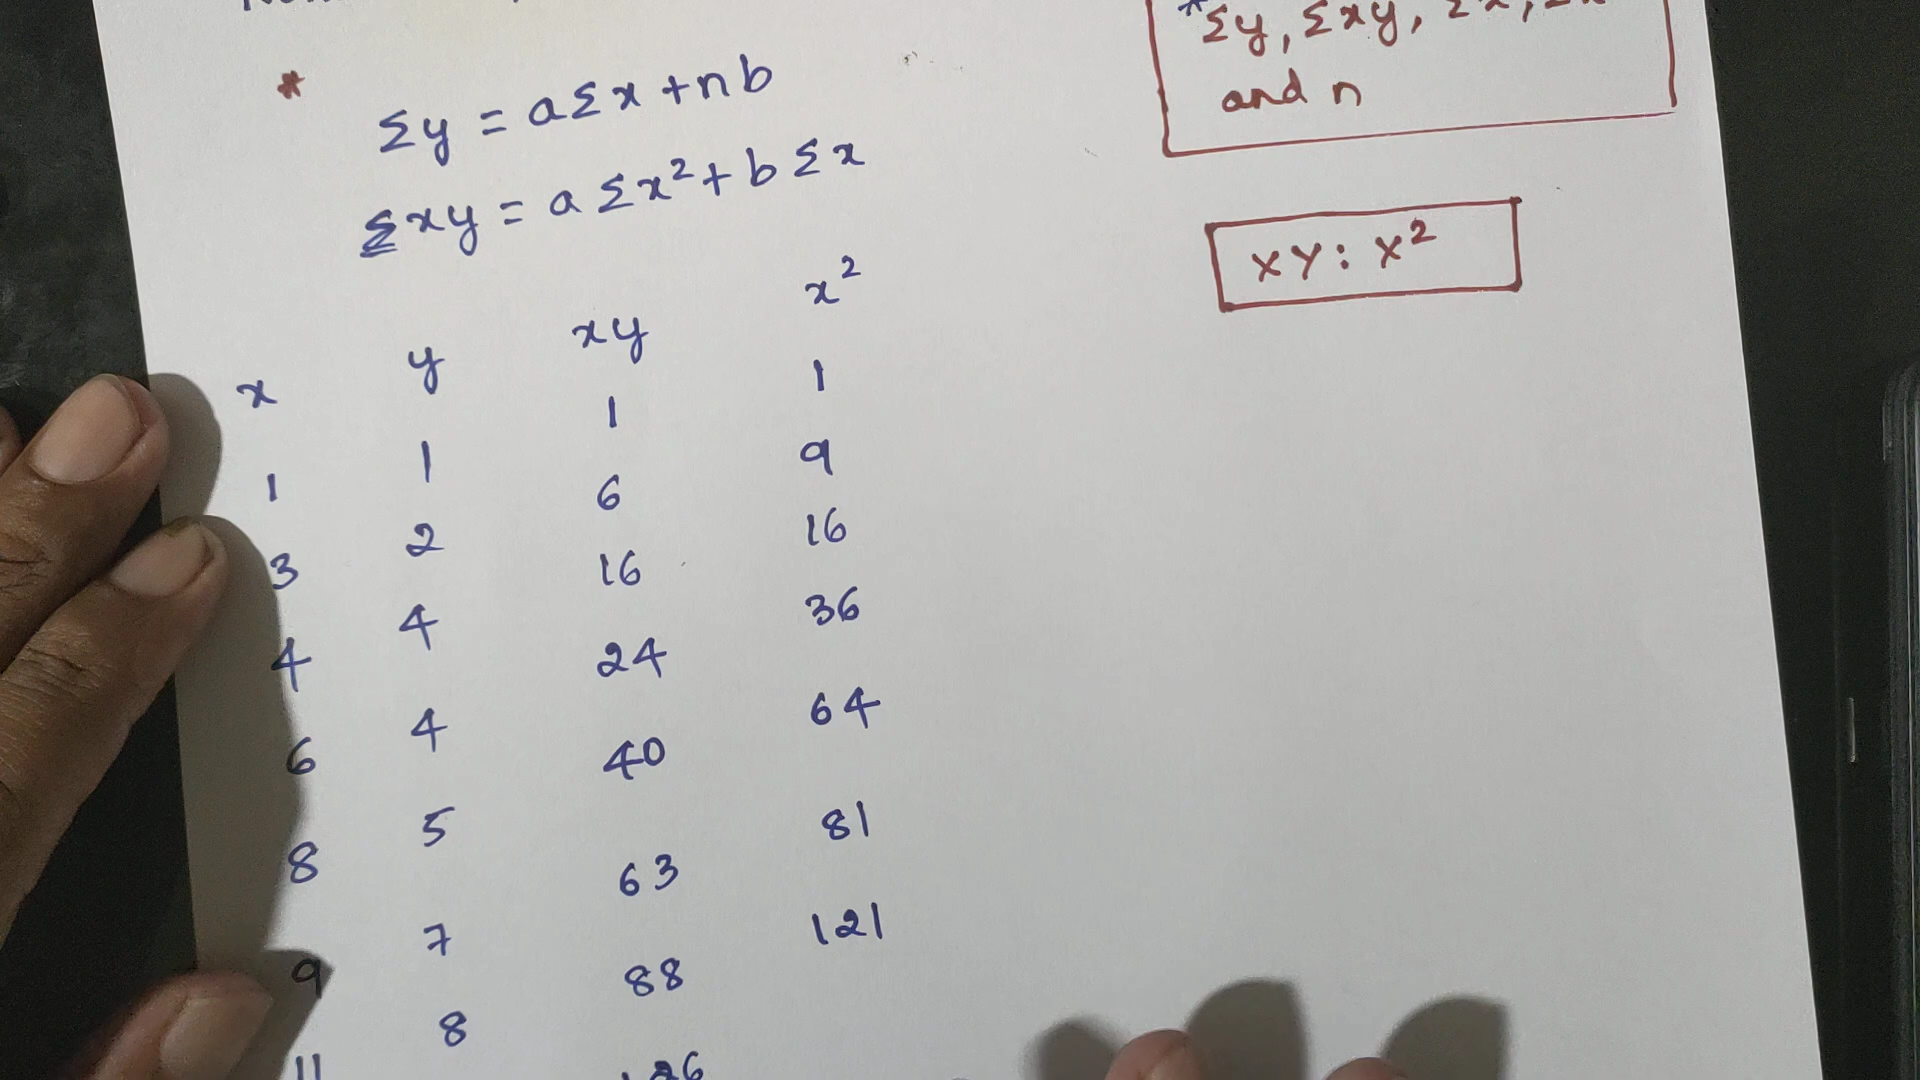 * Σy = aΣx + nb
Σxy = aΣx² + bΣx
*Σy, Σxy,
and n
XY: X²
x y xy x²
1 1 1 1
3 2 6 9
4 4 16 16
6 4 24 36
8 5 40 64
9 7 63 81
11 8 88 121